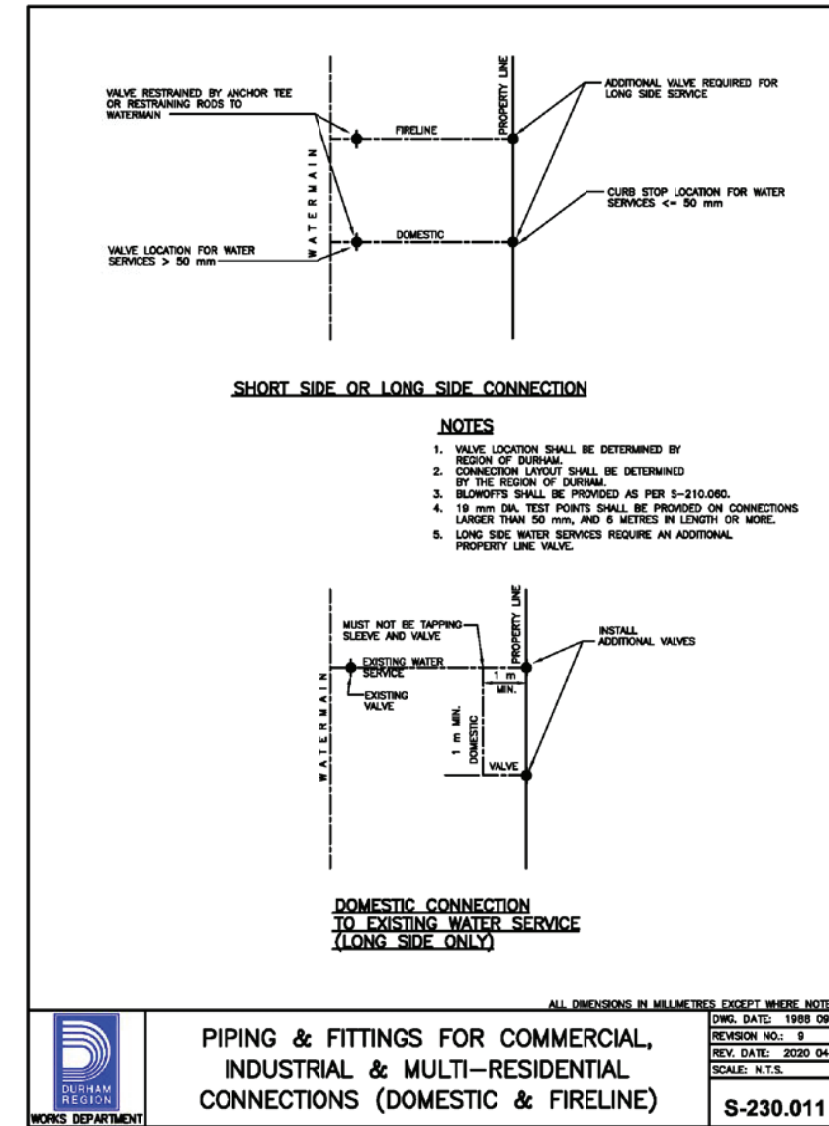 VALVE RESTRAINED BY ANCHOR TEE
OR RESTRAINING RODS TO
WATERMAIN
PROPERTY LINE
ADDITIONAL VALVE REQUIRED FOR
LONG SIDE SERVICE
FIRELINE
WATERMAIN
CURB STOP LOCATION FOR WATER
SERVICES <= 50 mm
DOMESTIC
VALVE LOCATION FOR WATER
SERVICES > 50 mm
SHORT SIDE OR LONG SIDE CONNECTION
NOTES
1. VALVE LOCATION SHALL BE DETERMINED BY
REGION OF DURHAM.
2. CONNECTION LAYOUT SHALL BE DETERMINED
BY THE REGION OF DURHAM.
3. BLOWOFFS SHALL BE PROVIDED AS PER S-210.060.
4. 19 mm DIA. TEST POINTS SHALL BE PROVIDED ON CONNECTIONS
LARGER THAN 50 mm, AND 6 METRES IN LENGTH OR MORE.
5. LONG SIDE WATER SERVICES REQUIRE AN ADDITIONAL
PROPERTY LINE VALVE.
MUST NOT BE TAPPING
SLEEVE AND VALVE
PROPERTY LINE
INSTALL
ADDITIONAL VALVES
EXISTING WATER
SERVICE
1 m
MIN.
EXISTING
VALVE
WATERMAIN
1 m MIN.
DOMESTIC
VALVE
DOMESTIC CONNECTION
TO EXISTING WATER SERVICE
(LONG SIDE ONLY)
ALL DIMENSIONS IN MILLIMETRES EXCEPT WHERE NOTE
DURHAM
REGION
WORKS DEPARTMENT
PIPING & FITTINGS FOR COMMERCIAL,
INDUSTRIAL & MULTI-RESIDENTIAL
CONNECTIONS (DOMESTIC & FIRELINE)
DWG. DATE: 1988 09
REVISION NO.: 9
REV. DATE: 2020 04
SCALE: N.T.S.
S-230.011